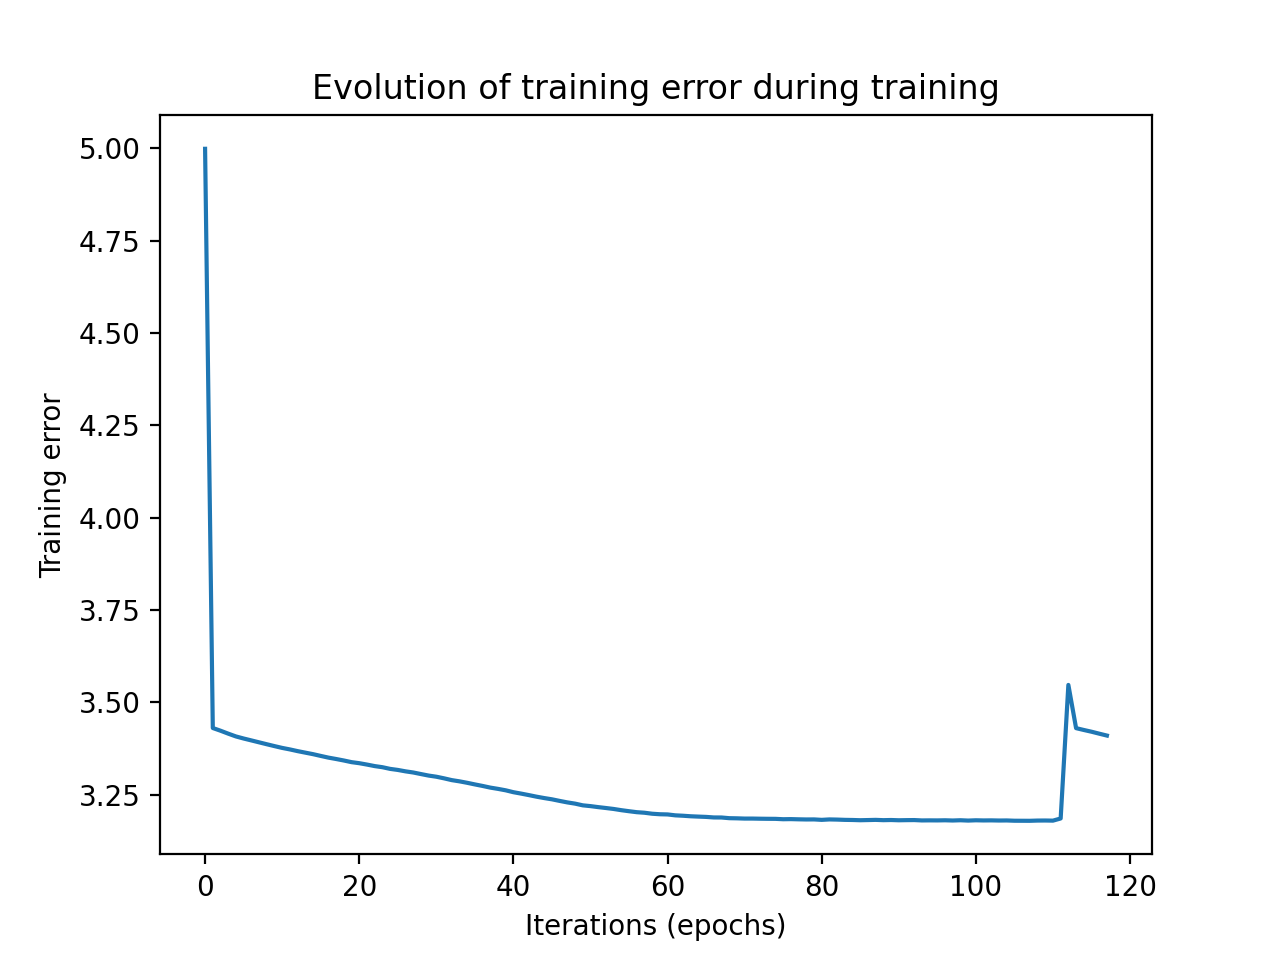 Evolution of training error during training
5.00
4.75
4.50
4.25
4.00
3.75
3.50
3.25
Training error
0 20 40 60 80 100 120
Iterations (epochs)